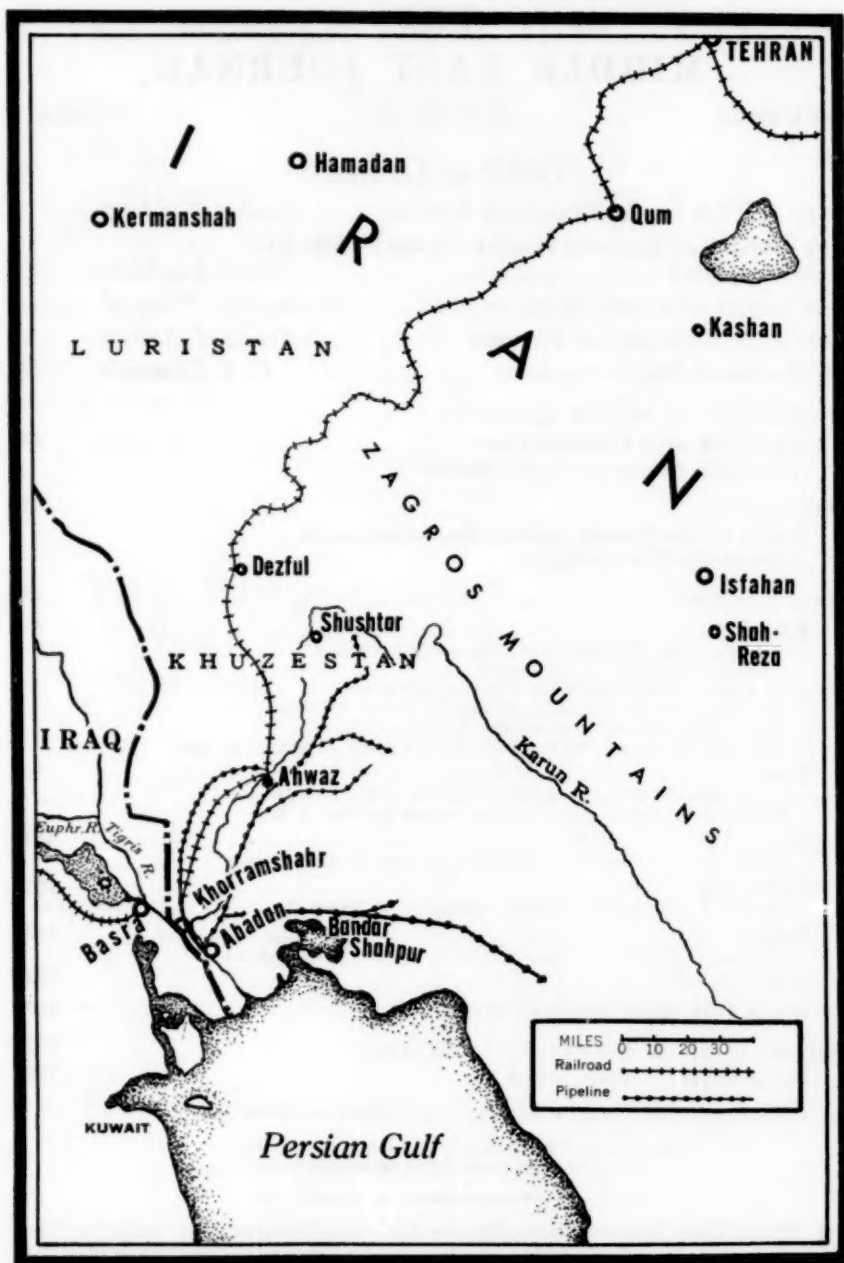 TEHRAN
I
Hamadan
Kermanshah
R
Qum
Kashan
LURISTAN
A
ZAGROS MOUNTAINS
N
Dezful
Isfahan
Shushtar
Shah-
Reza
KHUZESTAN
IRAQ
Ahwaz
Karun R.
Euphr. R.
Tigris R.
Khorramshahr
Basra
Abadan
Bandar
Shahpur
MILES 0 10 20 30
Railroad
Pipeline
KUWAIT
Persian Gulf